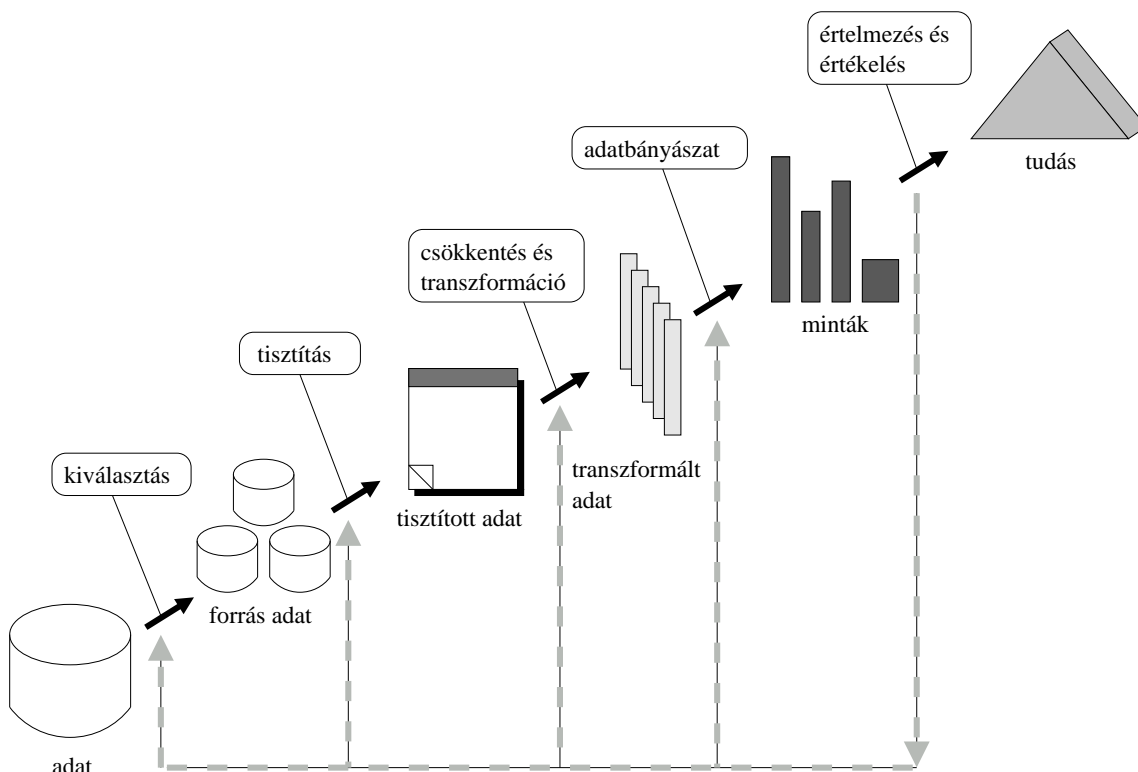 értelmezés és
értékelés
tudás
adatbányászat
minták
csökkentés és
transzformáció
transzformált
adat
tisztítás
tisztított adat
kiválasztás
forrás adat
adat